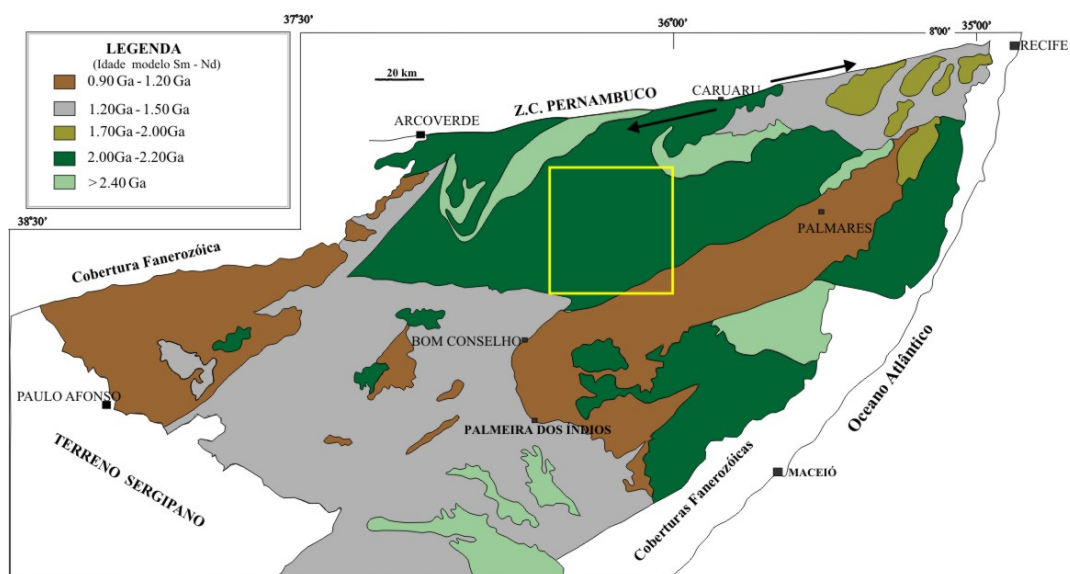 37°30'
36°00
35°00
8°00'
RECIFE
LEGENDA
(Idade modelo Sm - Nd)
0.90 Ga -1.20 Ga
1.20Ga -1.50 Ga
1.70Ga -2.00Ga
2.00Ga -2.20Ga
>2.40 Ga
20 km
CARUARU
Z.C. PERNAMBUCO
ARCOVERDE
38°30'
PALMARES
Cobertura Fanerozóica
BOM CONSELHO
Oceano Atlântico
PAULO AFONSO
PALMEIRA DOS ÍNDIOS
TERRENO SERGIPANO
Coberturas Fanerozóicas
MACEIÓ